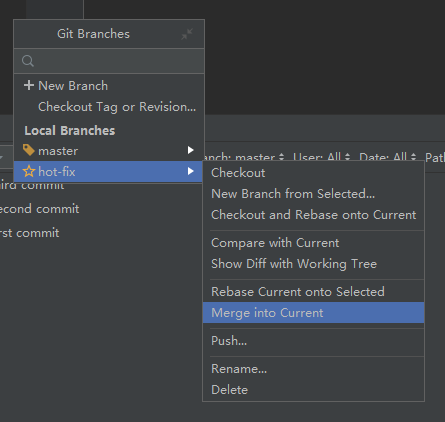 Git Branches
+ New Branch
Checkout Tag or Revision...
Local Branches
master
hot-fix
anch: master User: All Date: All Pat
ird commit
econd commit
rst commit
Checkout
New Branch from Selected...
Checkout and Rebase onto Current
Compare with Current
Show Diff with Working Tree
Rebase Current onto Selected
Merge into Current
Push...
Rename...
Delete